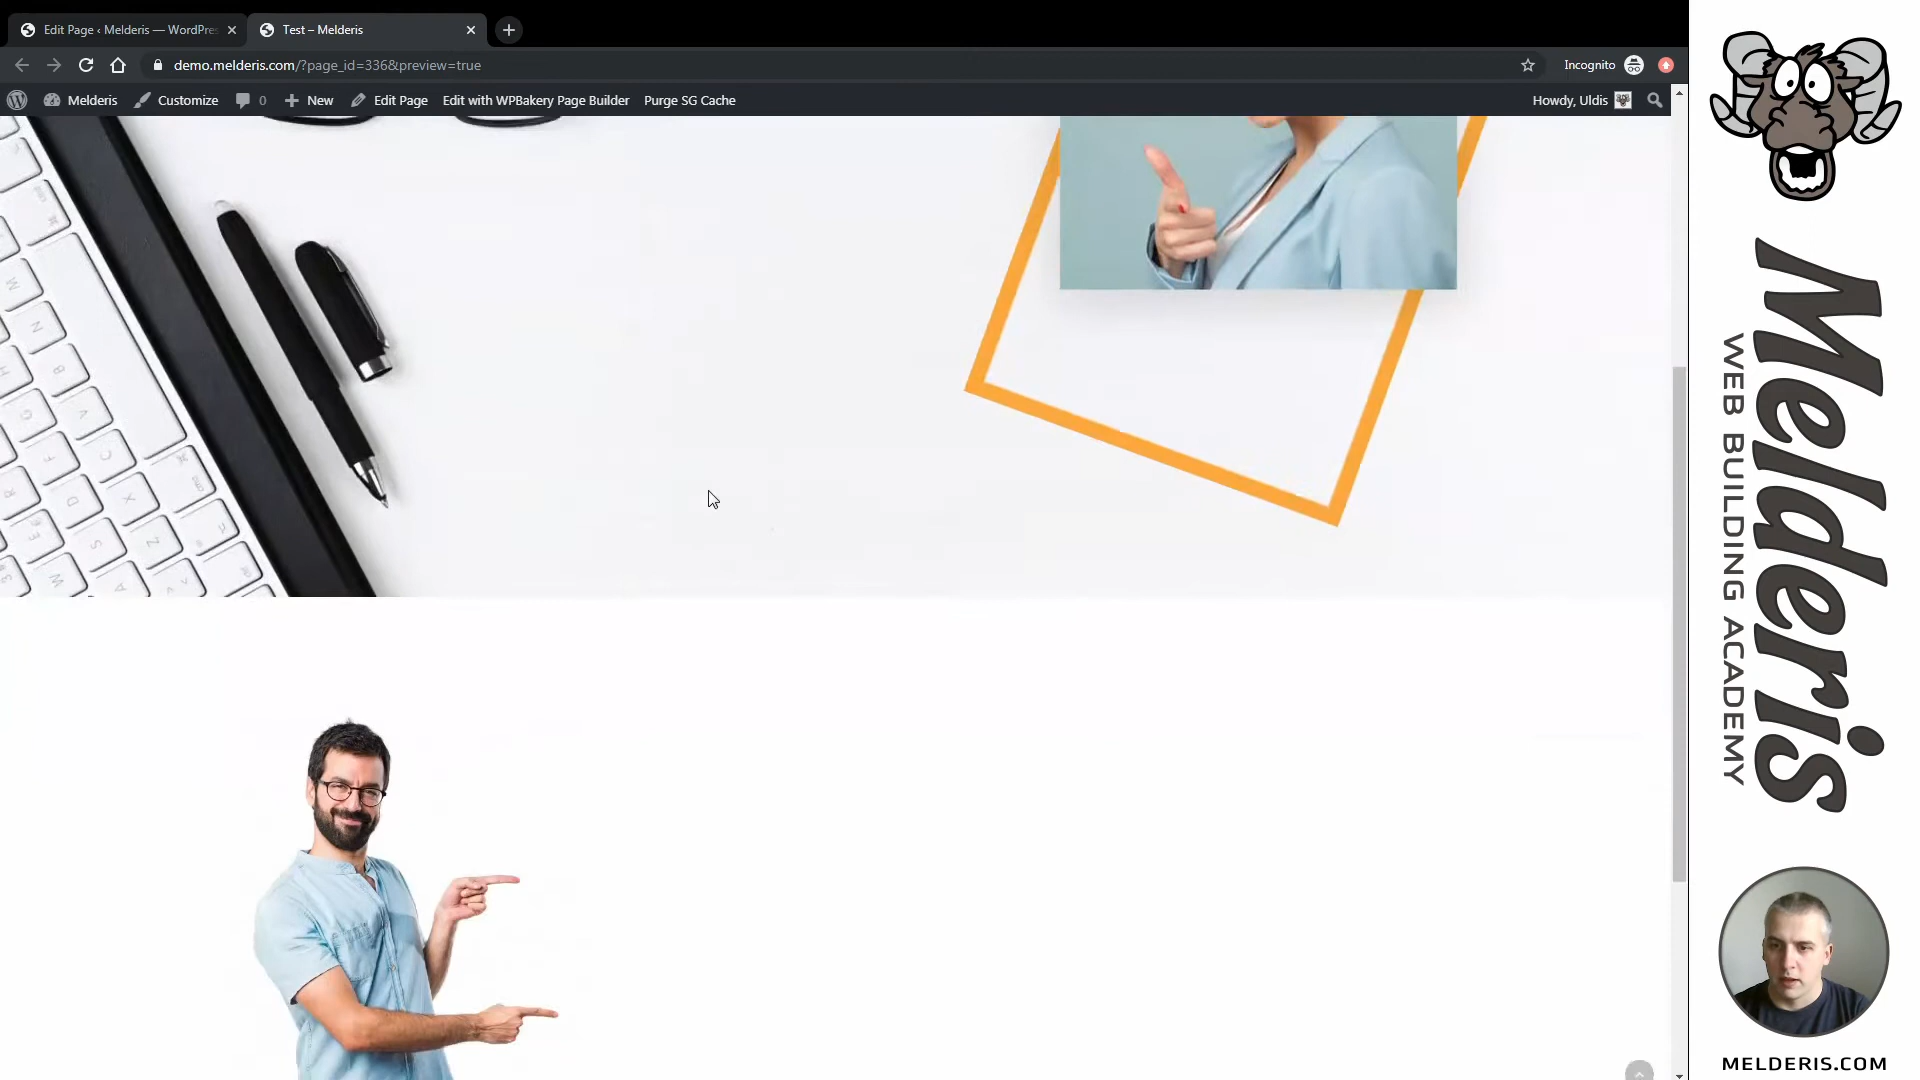 Edit Page ‹ Melderis — WordPres
Test – Melderis
demo.melderis.com/?page_id=336&preview=true
Incognito
Melderis
Customize
0
New
Edit Page
Edit with WPBakery Page Builder
Purge SG Cache
Howdy, Uldis
Melderis
WEB BUILDING ACADEMY
MELDERIS.COM